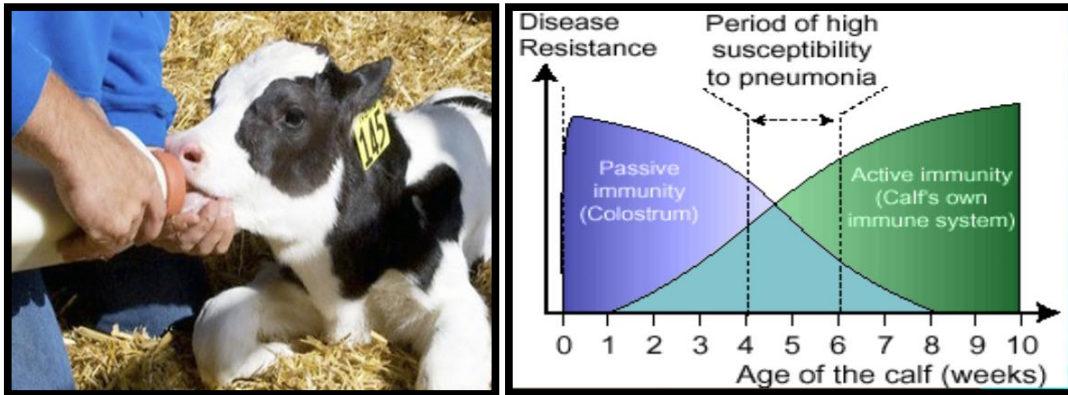 145
Disease
Resistance
Period of high
susceptibility
to pneumonia
Passive
immunity
(Colostrum)
Active immunity
(Calf's own
immune system)
0 1 2 3 4 5 6 7 8 9 10
Age of the calf (weeks)